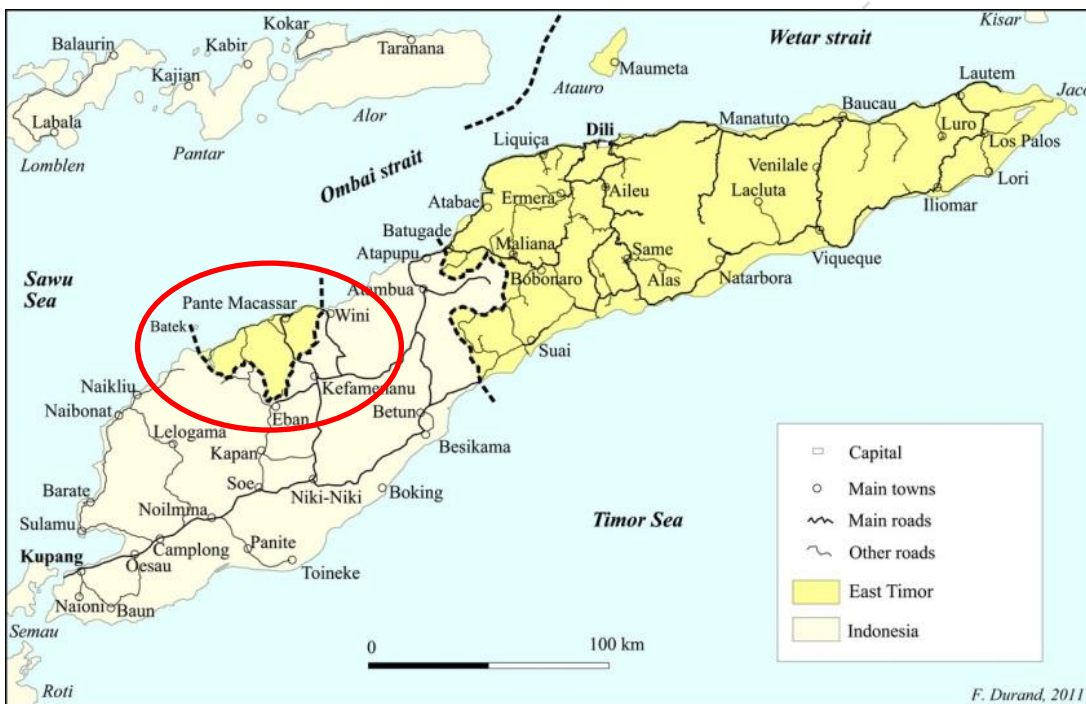 Kisar
Kokar
Wetar strait
Balaurin
Kabir
Taranana
Maumeta
Kajian
Atauro
Lautem
Jaco
Baucau
Labala
Alor
Manatuto
Luro
Dili
Liquiça
Los Palos
Lomblen
Pantar
Venilale
Ombai strait
Lori
Ermera
Aileu
Lacluta
Iliomar
Atabae
Batugade
Maliana
Same
Viqueque
Atapupu
Bobonaro
Alas
Natarbora
Sawu
Sea
Atambua
Pante Macassar
Wini
Batek
Suai
Naikliu
Kefamenanu
Naibonat
Eban
Betun
Lelogama
Besikama
Kapan
Capital
Soe
Niki-Niki
Boking
Main towns
Barate
Noilmina
Timor Sea
Main roads
Sulamu
Camplong
Panite
Other roads
Kupang
Oesau
Toineke
East Timor
Naioni
Baun
Semau
0
100 km
Indonesia
Roti
F. Durand, 2011